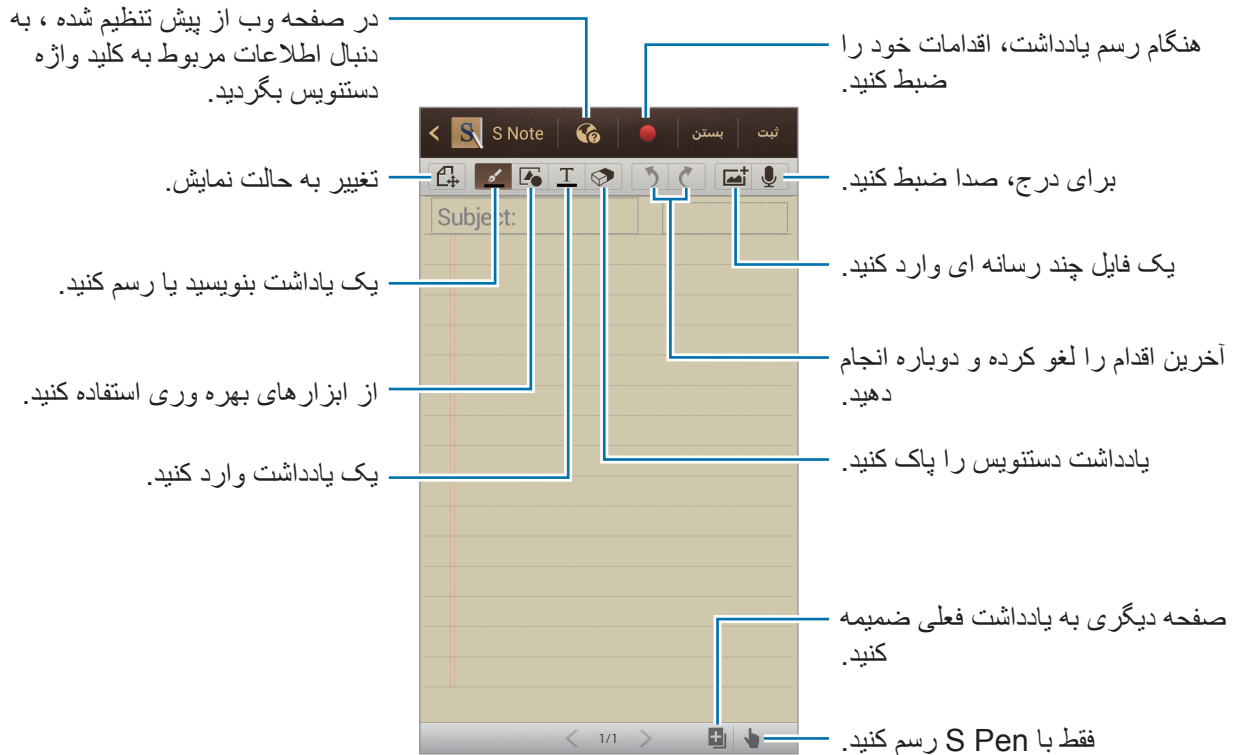 در صفحه وب از پیش تنظیم شده ، به
دنبال اطلاعات مربوط به کلید واژه
دستنویس بگردید.
هنگام رسم یادداشت، اقدامات خود را
ضبط کنید.
S Note
بستن
ثبت
تغییر به حالت نمایش.
برای درج، صدا ضبط کنید.
T
Subject:
یک یاداشت بنویسید یا رسم کنید.
یک فایل چند رسانه ای وارد کنید.
از ابزارهای بهره وری استفاده کنید.
آخرین اقدام را لغو کرده و دوباره انجام
دهید.
یک یادداشت وارد کنید.
یادداشت دستنویس را پاک کنید.
صفحه دیگری به یادداشت فعلی ضمیمه
کنید.
1/1
فقط با S Pen رسم کنید.